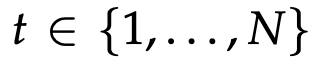 t ∈ {1, . . . , N}